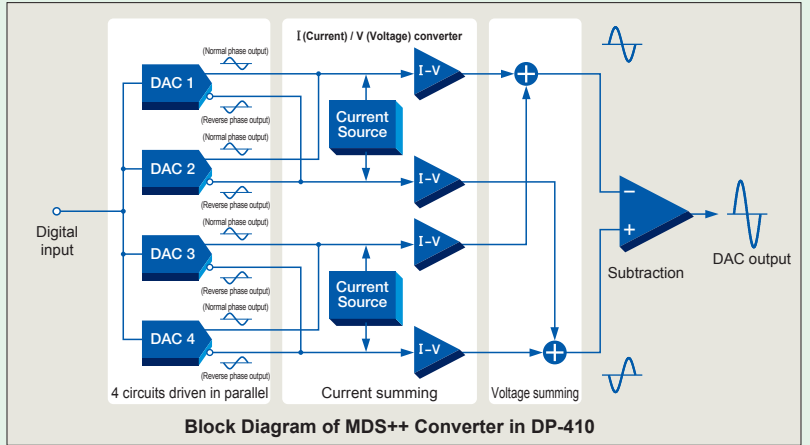 I (Current) / V (Voltage) converter
(Normal phase output)
DAC 1
(Reverse phase output)
(Normal phase output)
DAC 2
(Reverse phase output)
(Normal phase output)
DAC 3
(Reverse phase output)
(Normal phase output)
DAC 4
(Reverse phase output)
Digital
input
I-V
Current
Source
I-V
I-V
Current
Source
I-V
+
+
−
+
Subtraction
DAC output
4 circuits driven in parallel
Current summing
Voltage summing
Block Diagram of MDS++ Converter in DP-410